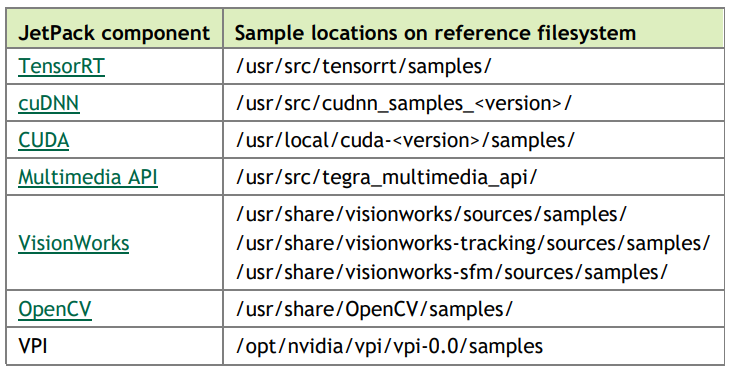 JetPack component Sample locations on reference filesystem
TensorRT /usr/src/tensorrt/samples/
cuDNN /usr/src/cudnn_samples_<version>/
CUDA /usr/local/cuda-<version>/samples/
Multimedia API /usr/src/tegra_multimedia_api/
/usr/share/visionworks/sources/samples/
VisionWorks /usr/share/visionworks-tracking/sources/samples/
/usr/share/visionworks-sfm/sources/samples/
OpenCV /usr/share/OpenCV/samples/
VPI /opt/nvidia/vpi/vpi-0.0/samples